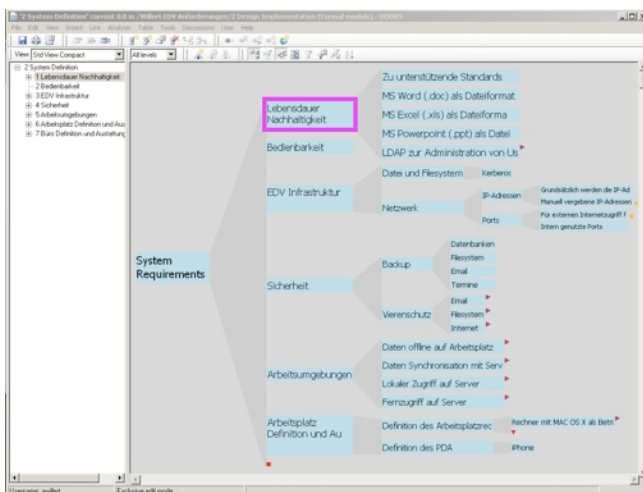 '2 System Definition' current 8.0 in /Willert EDV Anforderungen/2 Design Implementation (Formal module) - DOORS
File Edit View Insert Link Analysis Table Tools Discussions User Help
View Std View Compact All levels
2 System Definition
1 Lebensdauer Nachhaltigkeit
2 Bedienbarkeit
3 EDV Infrastruktur
4 Sicherheit
5 Arbeitsumgebungen
6 Arbeitsplatz Definition und Aus
7 Büro Definition und Austattung
System
Requirements
Lebensdauer
Nachhaltigkeit
Zu unterstützende Standards
MS Word (.doc) als Dateiformat
MS Excel (.xls) als Dateiforma
MS Powerpoint (.ppt) als Datei
LDAP zur Administration von Us
Bedienbarkeit
EDV Infrastruktur
Datei und Filesystem
Kerberos
Netzwerk
IP-Adressen
Grundsätzlich werden die IP-Ad
Manuell vergebene IP-Adressen
Ports
Für externen Internetzugriff f
Intern genutzte Ports
Sicherheit
Backup
Datenbanken
Filesystem
Email
Termine
Vierenschutz
Email
Filesystem
Internet
Arbeitsumgebungen
Daten offline auf Arbeitsplatz
Daten Synchronisation mit Serv
Lokaler Zugriff auf Server
Fernzugriff auf Server
Arbeitsplatz
Definition und Au
Definition des Arbeitsplatzrec
Rechner mit MAC OS X als Betri
Definition des PDA
iPhone
Username: awillert Exclusive edit mode